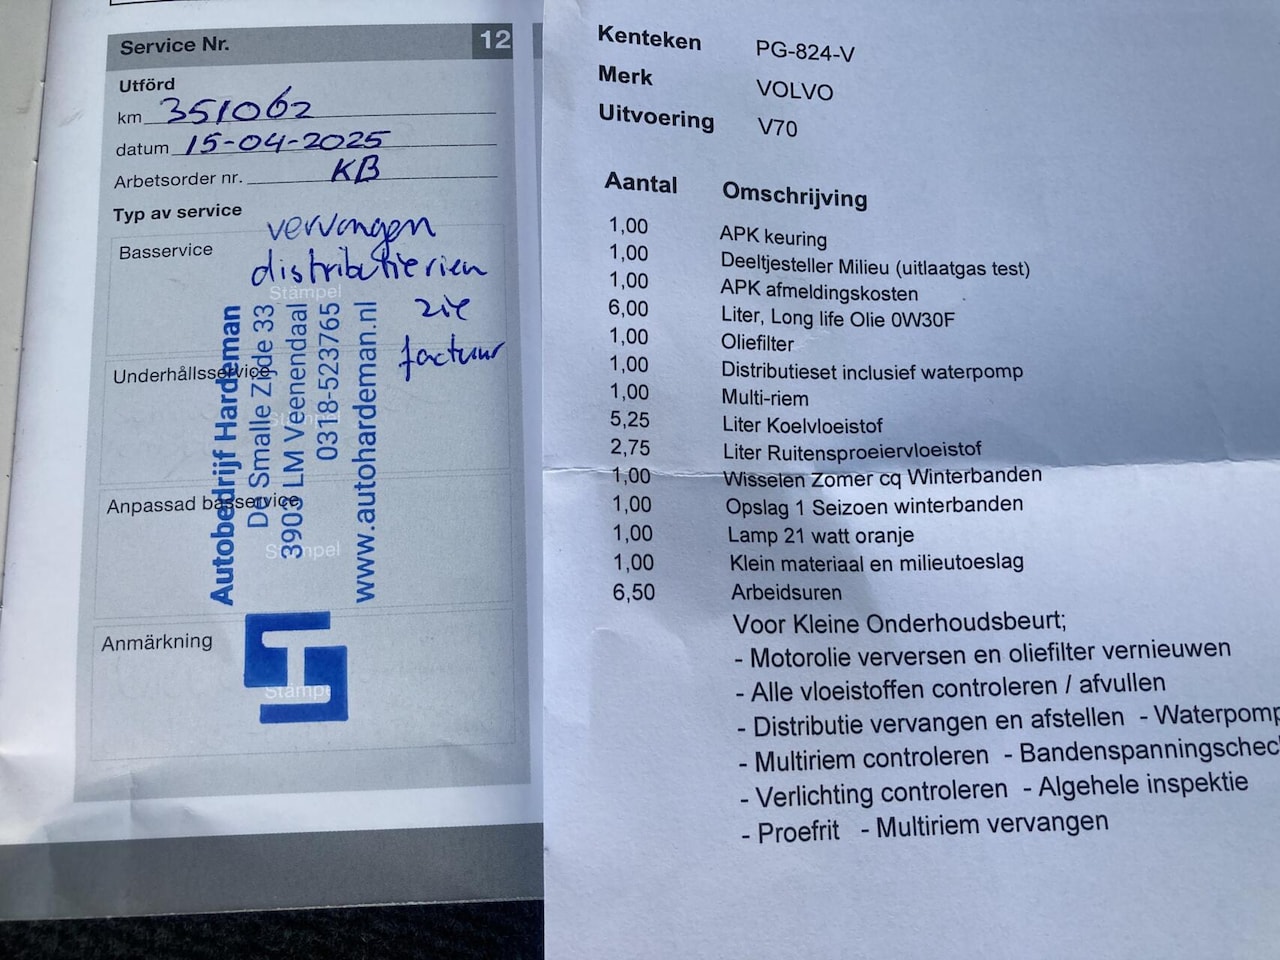 Service Nr. 12
Utförd
km 351062
datum 15-04-2025
Arbetsorder nr. KB
Typ av service
vervangen
distributieriem
zie
factuur
Basservice
Stämpel
Underhållsservice
Stämpel
Anpassad basservice
Stämpel
Anmärkning
Stämpel
Autobedrijf Hardeman
De Smalle Zijde 33
3903 LM Veenendaal
0318-523765
www.autohardeman.nl
Kenteken PG-824-V
Merk VOLVO
Uitvoering V70
Aantal Omschrijving
1,00 APK keuring
1,00 Deeltjesteller Milieu (uitlaatgas test)
1,00 APK afmeldingskosten
6,00 Liter, Long life Olie 0W30F
1,00 Oliefilter
1,00 Distributieset inclusief waterpomp
1,00 Multi-riem
5,25 Liter Koelvloeistof
2,75 Liter Ruitensproeiervloeistof
1,00 Wisselen Zomer cq Winterbanden
1,00 Opslag 1 Seizoen winterbanden
1,00 Lamp 21 watt oranje
1,00 Klein materiaal en milieutoeslag
6,50 Arbeidsuren
Voor Kleine Onderhoudsbeurt;
- Motorolie verversen en oliefilter vernieuwen
- Alle vloeistoffen controleren / afvullen
- Distributie vervangen en afstellen - Waterpomp
- Multiriem controleren - Bandenspanningschec
- Verlichting controleren - Algehele inspektie
- Proefrit - Multiriem vervangen